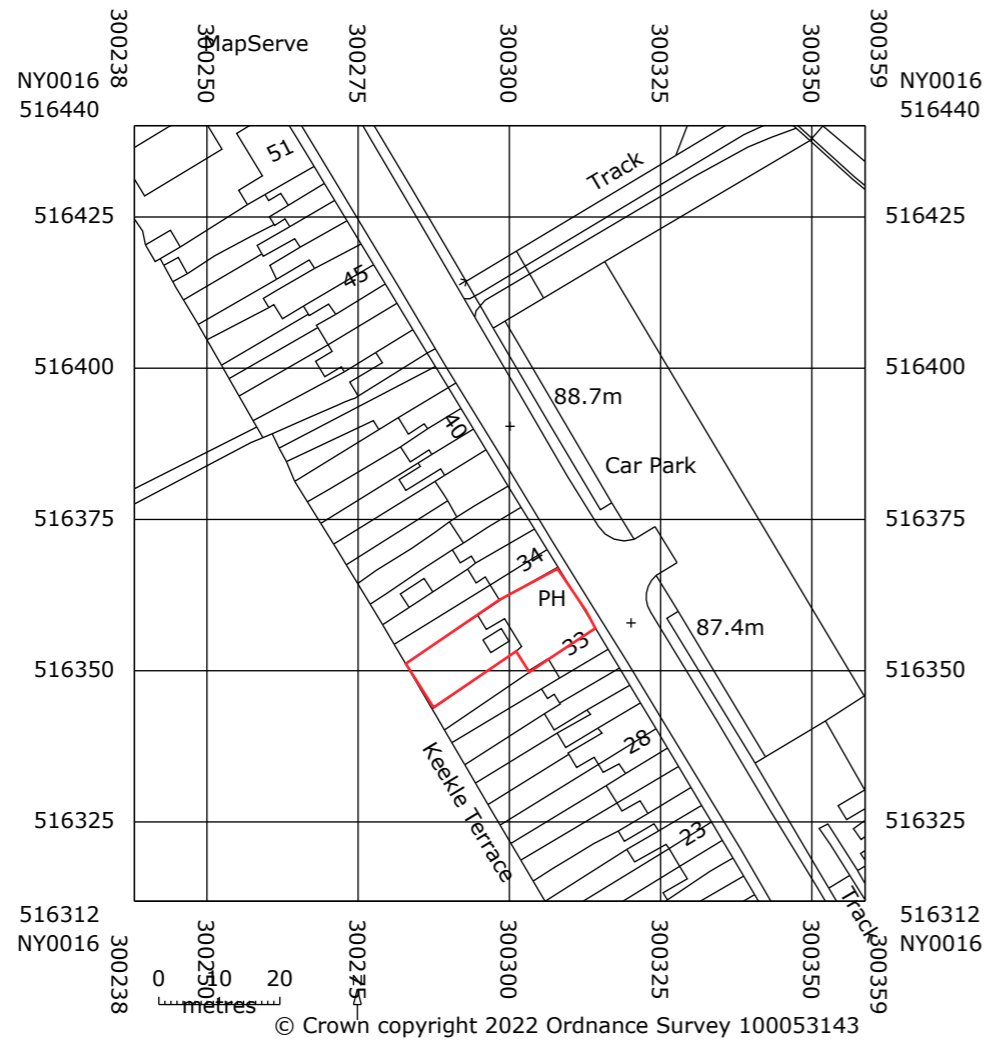 300238 300250 300275 300300 300325 300350 300359
MapServe
NY0016 NY0016
516440 516440
51
Track
516425 516425
45
516400 516400
88.7m
40
Car Park
516375 516375
34
PH
87.4m
33
516350 516350
28
Keekle Terrace
516325 516325
23
Track
516312 516312
NY0016 NY0016
300238 300250 300275 300300 300325 300350 300359
0 10 20
metres
© Crown copyright 2022 Ordnance Survey 100053143